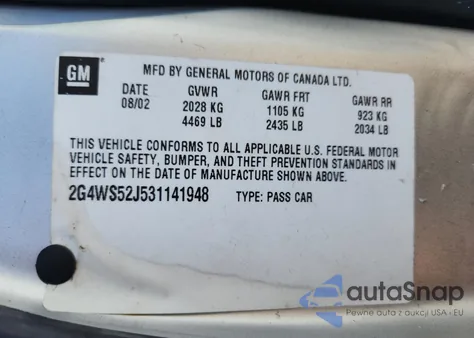 GM
MFD BY GENERAL MOTORS OF CANADA LTD.
DATE GVWR GAWR FRT GAWR RR
08/02 2028 KG 1105 KG 923 KG
4469 LB 2435 LB 2034 LB
THIS VEHICLE CONFORMS TO ALL APPLICABLE U.S. FEDERAL MOTOR
VEHICLE SAFETY, BUMPER, AND THEFT PREVENTION STANDARDS IN
EFFECT ON THE DATE OF MANUFACTURE SHOWN ABOVE.
2G4WS52J531141948 TYPE: PASS CAR
autoSnap
Pewne auta z aukcji USA i EU